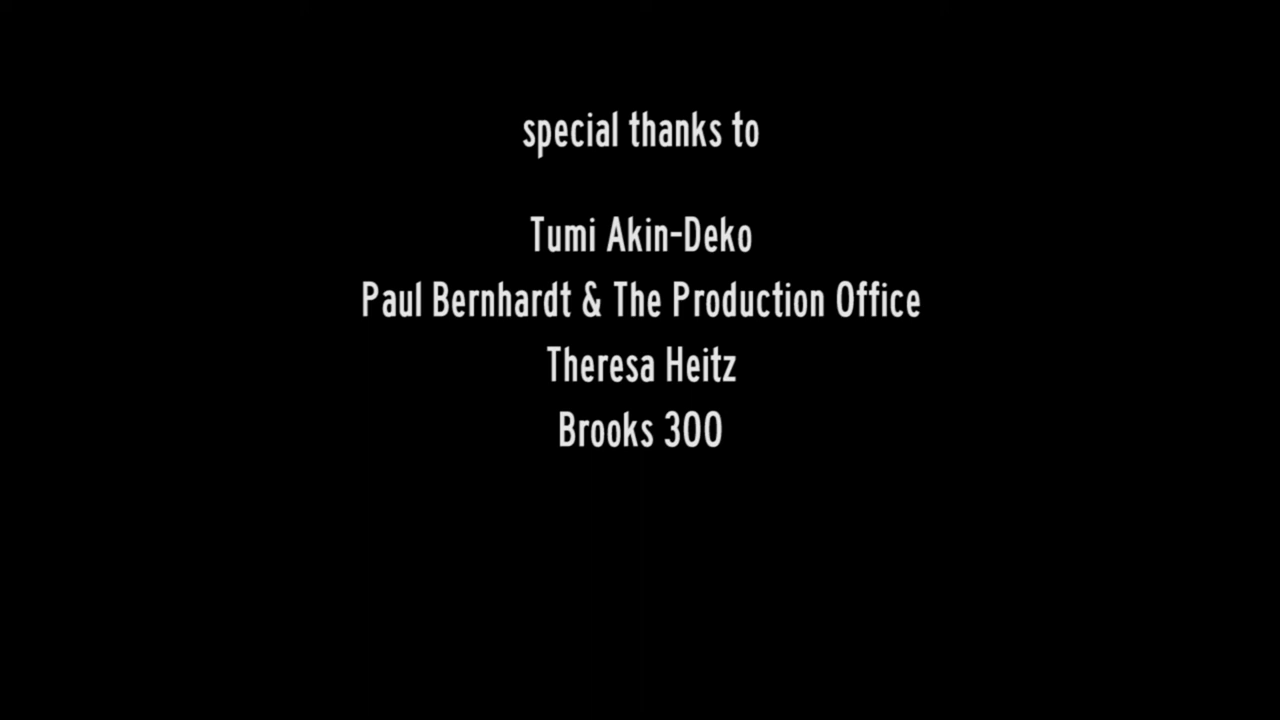 special thanks to
Tumi Akin-Deko
Paul Bernhardt & The Production Office
Theresa Heitz
Brooks 300